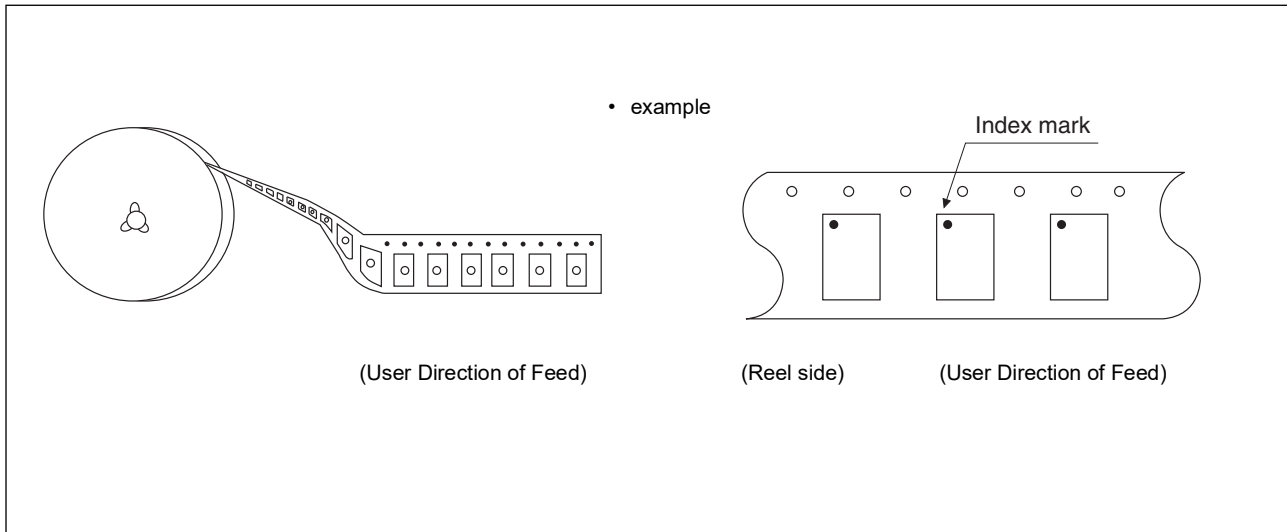 • example
Index mark
(User Direction of Feed)
(Reel side)
(User Direction of Feed)